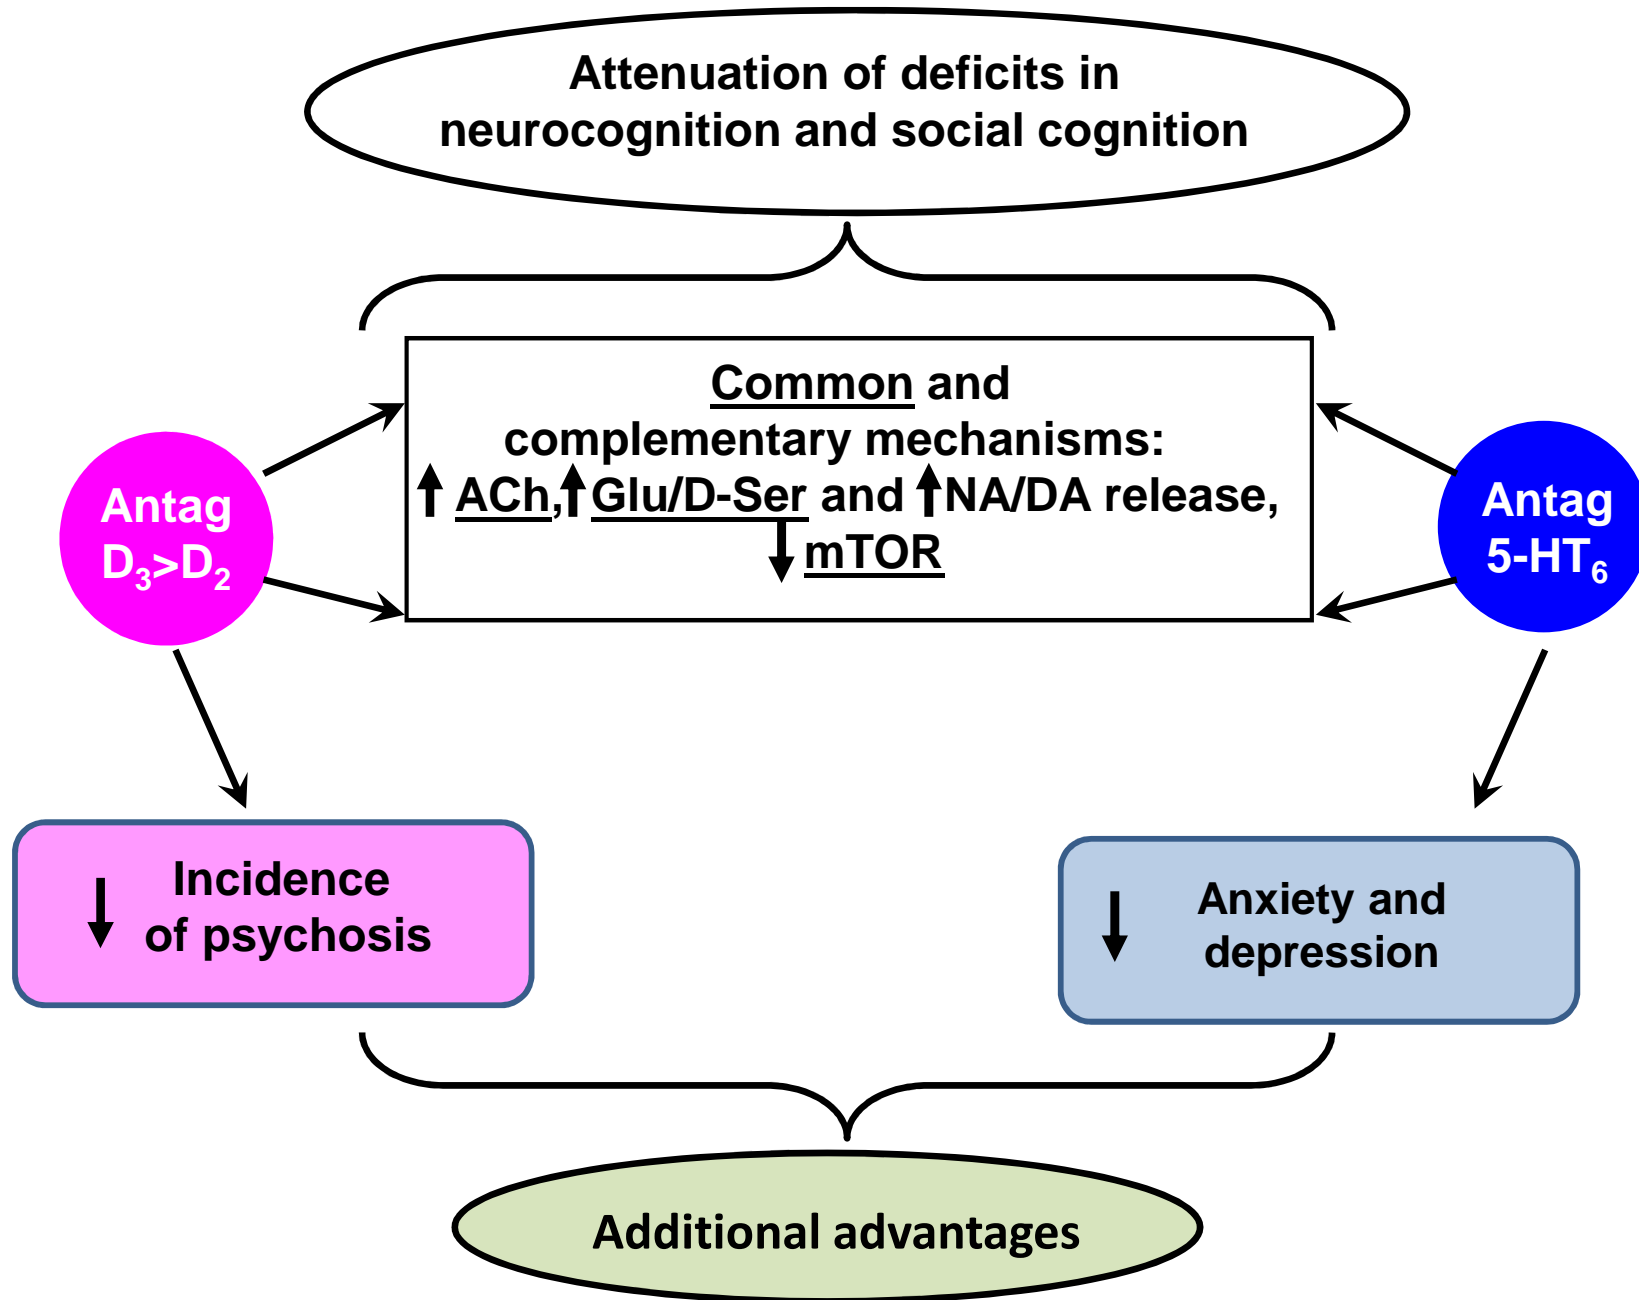 Attenuation of deficits in
neurocognition and social cognition
Common and
complementary mechanisms:
↑ ACh,↑Glu/D-Ser and ↑NA/DA release,
↓ mTOR
Antag
D₃>D₂
Antag
5-HT₆
↓ Incidence
of psychosis
↓ Anxiety and
depression
Additional advantages